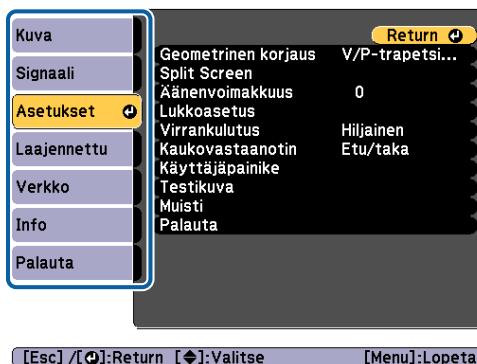 Kuva
Signaali
Asetukset
Laajennettu
Verkko
Info
Palauta
Return
Geometrinen korjaus V/P-trapetsi...
Split Screen
Äänenvoimakkuus 0
Lukkoasetus
Virrankulutus Hiljainen
Kaukovastaanotin Etu/taka
Käyttäjäpainike
Testikuva
Muisti
Palauta
[Esc] /[⏎]:Return [◆]:Valitse [Menu]:Lopeta